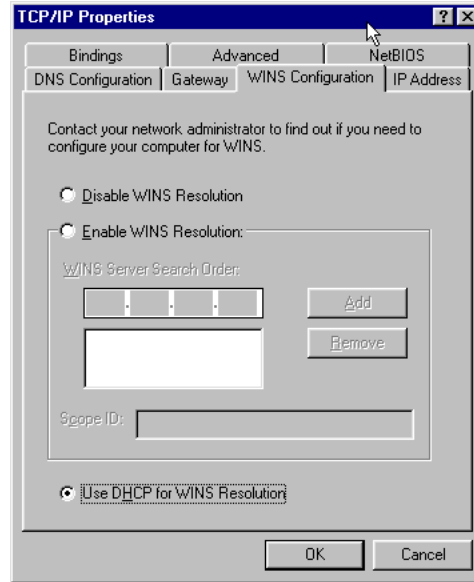 TCP/IP Properties
Bindings Advanced NetBIOS
DNS Configuration Gateway WINS Configuration IP Address
Contact your network administrator to find out if you need to
configure your computer for WINS.
Disable WINS Resolution
Enable WINS Resolution:
WINS Server Search Order:
. . .
Add
Remove
Scope ID:
Use DHCP for WINS Resolution
OK Cancel